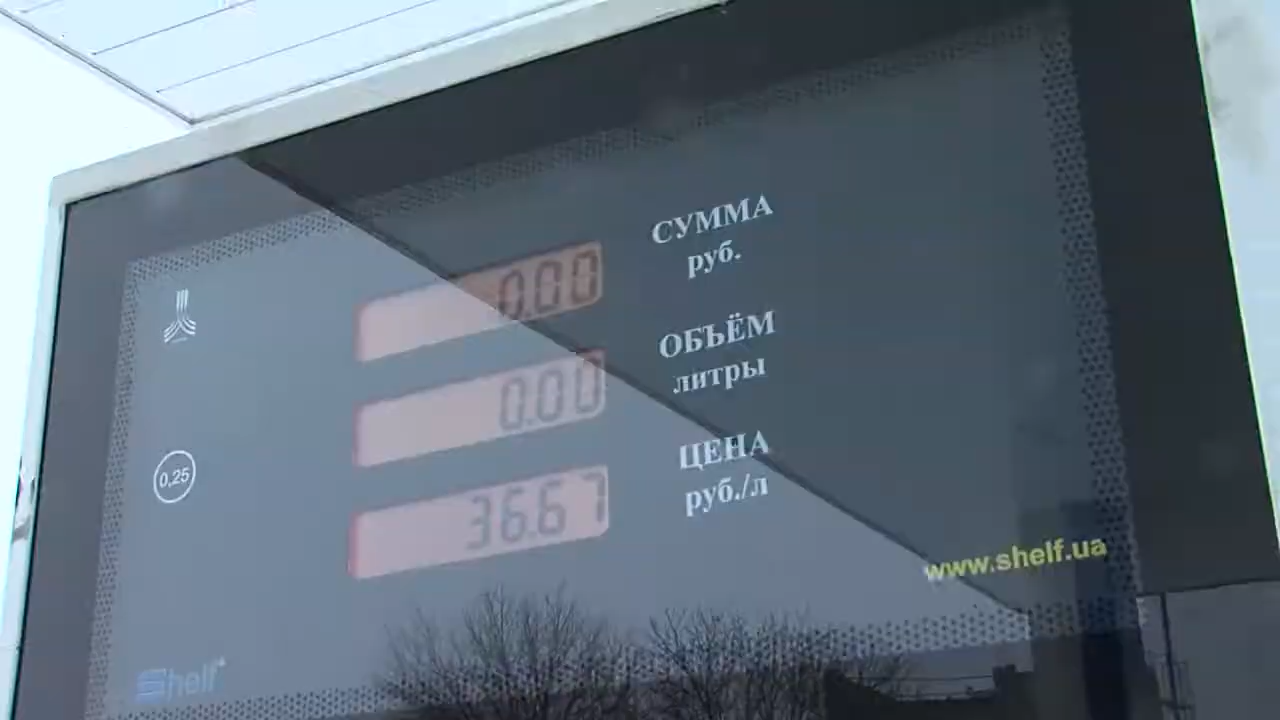 СУММА
руб.
0.00
ОБЪЁМ
литры
0.00
ЦЕНА
руб./л
36.67
0,25
www.shelf.ua
Shelf